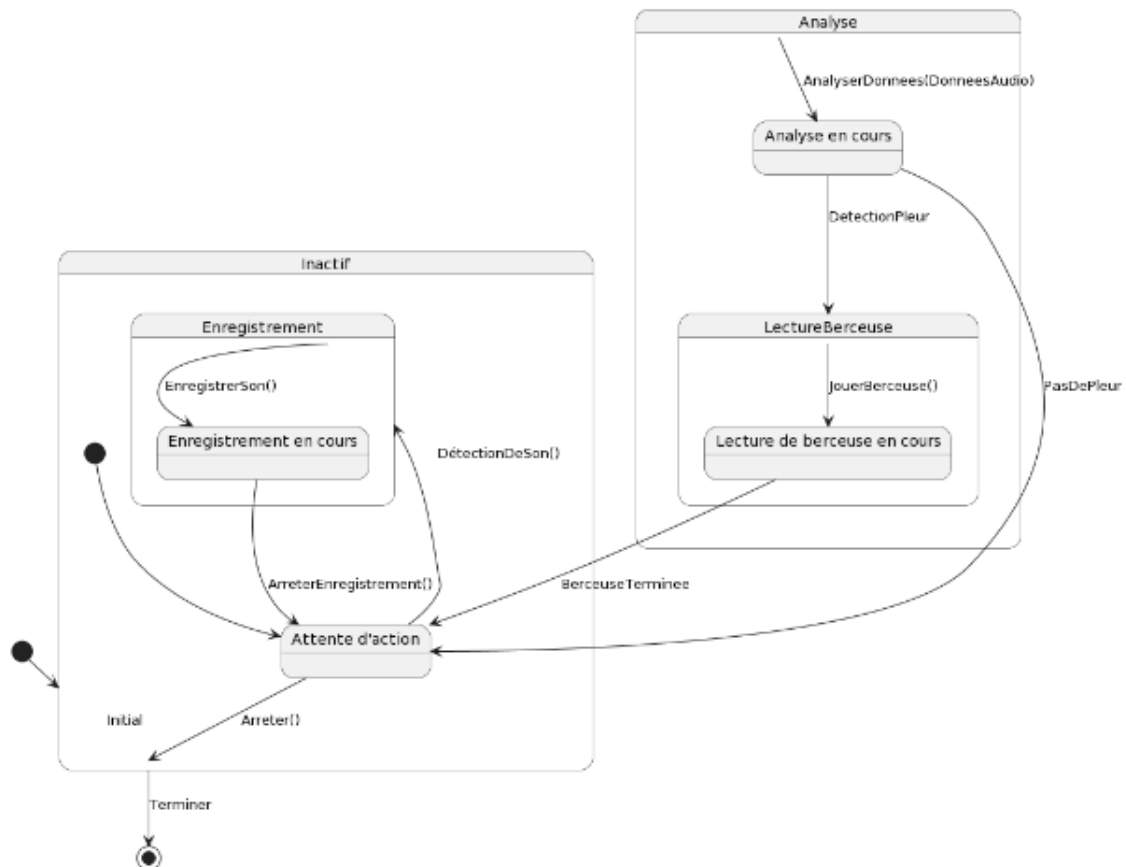 Analyse
AnalyserDonnees(DonneesAudio)
Analyse en cours
DetectionPleur
Inactif
Enregistrement
LectureBerceuse
EnregistrerSon()
JouerBerceuse()
PasDePleur
Enregistrement en cours
Lecture de berceuse en cours
DétectionDeSon()
ArreterEnregistrement()
BerceuseTerminee
Attente d'action
Initial
Arreter()
Terminer